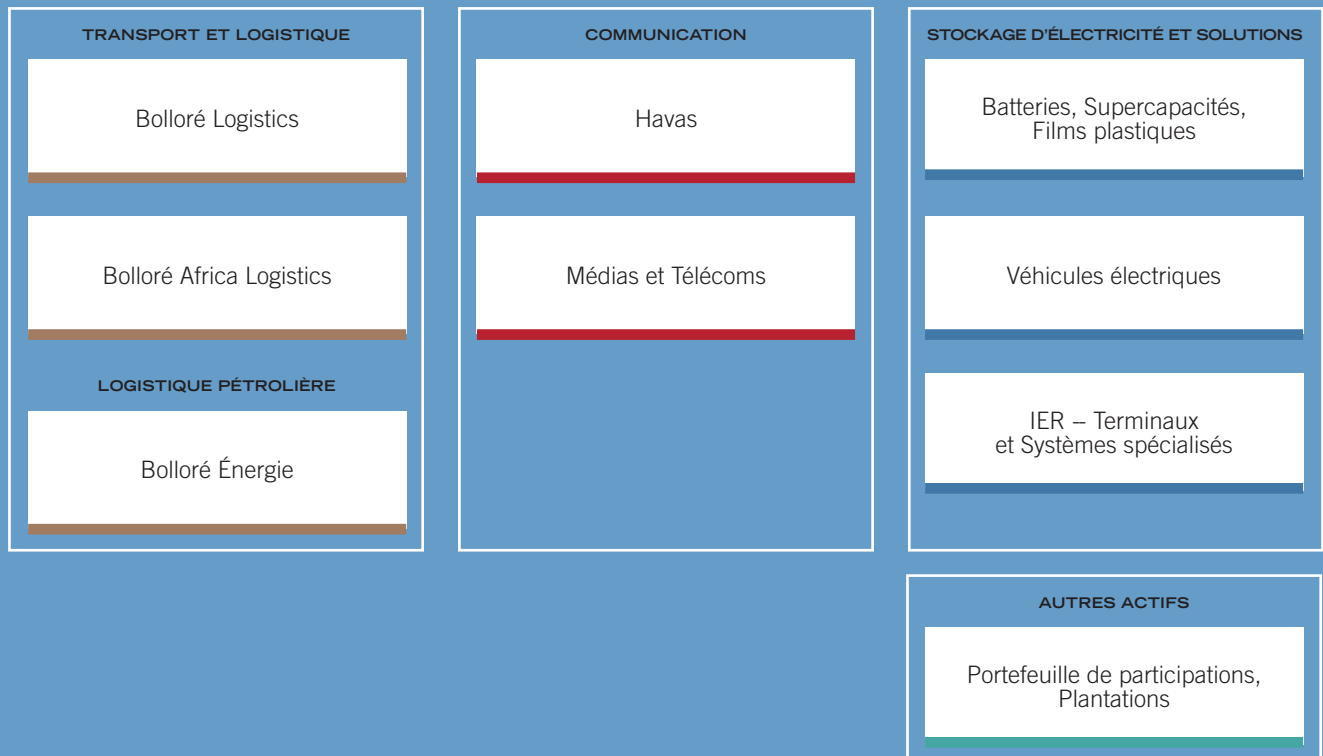 TRANSPORT ET LOGISTIQUE
Bolloré Logistics
Bolloré Africa Logistics
LOGISTIQUE PÉTROLIÈRE
Bolloré Énergie
COMMUNICATION
Havas
Médias et Télécoms
STOCKAGE D'ÉLECTRICITÉ ET SOLUTIONS
Batteries, Supercapacités,
Films plastiques
Véhicules électriques
IER – Terminaux
et Systèmes spécialisés
AUTRES ACTIFS
Portefeuille de participations,
Plantations